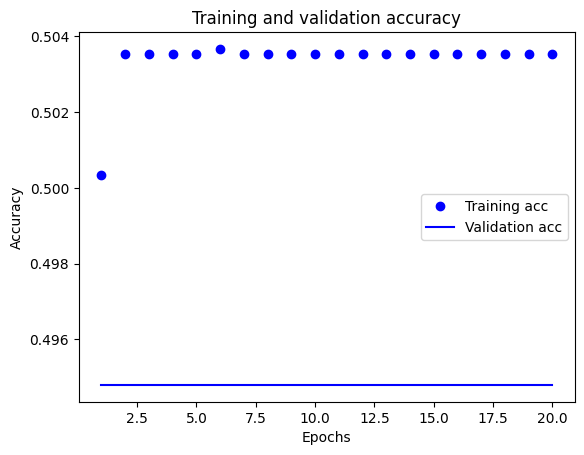 Training and validation accuracy
0.504
0.502
0.500
0.498
0.496
Accuracy
Training acc
Validation acc
2.5 5.0 7.5 10.0 12.5 15.0 17.5 20.0
Epochs